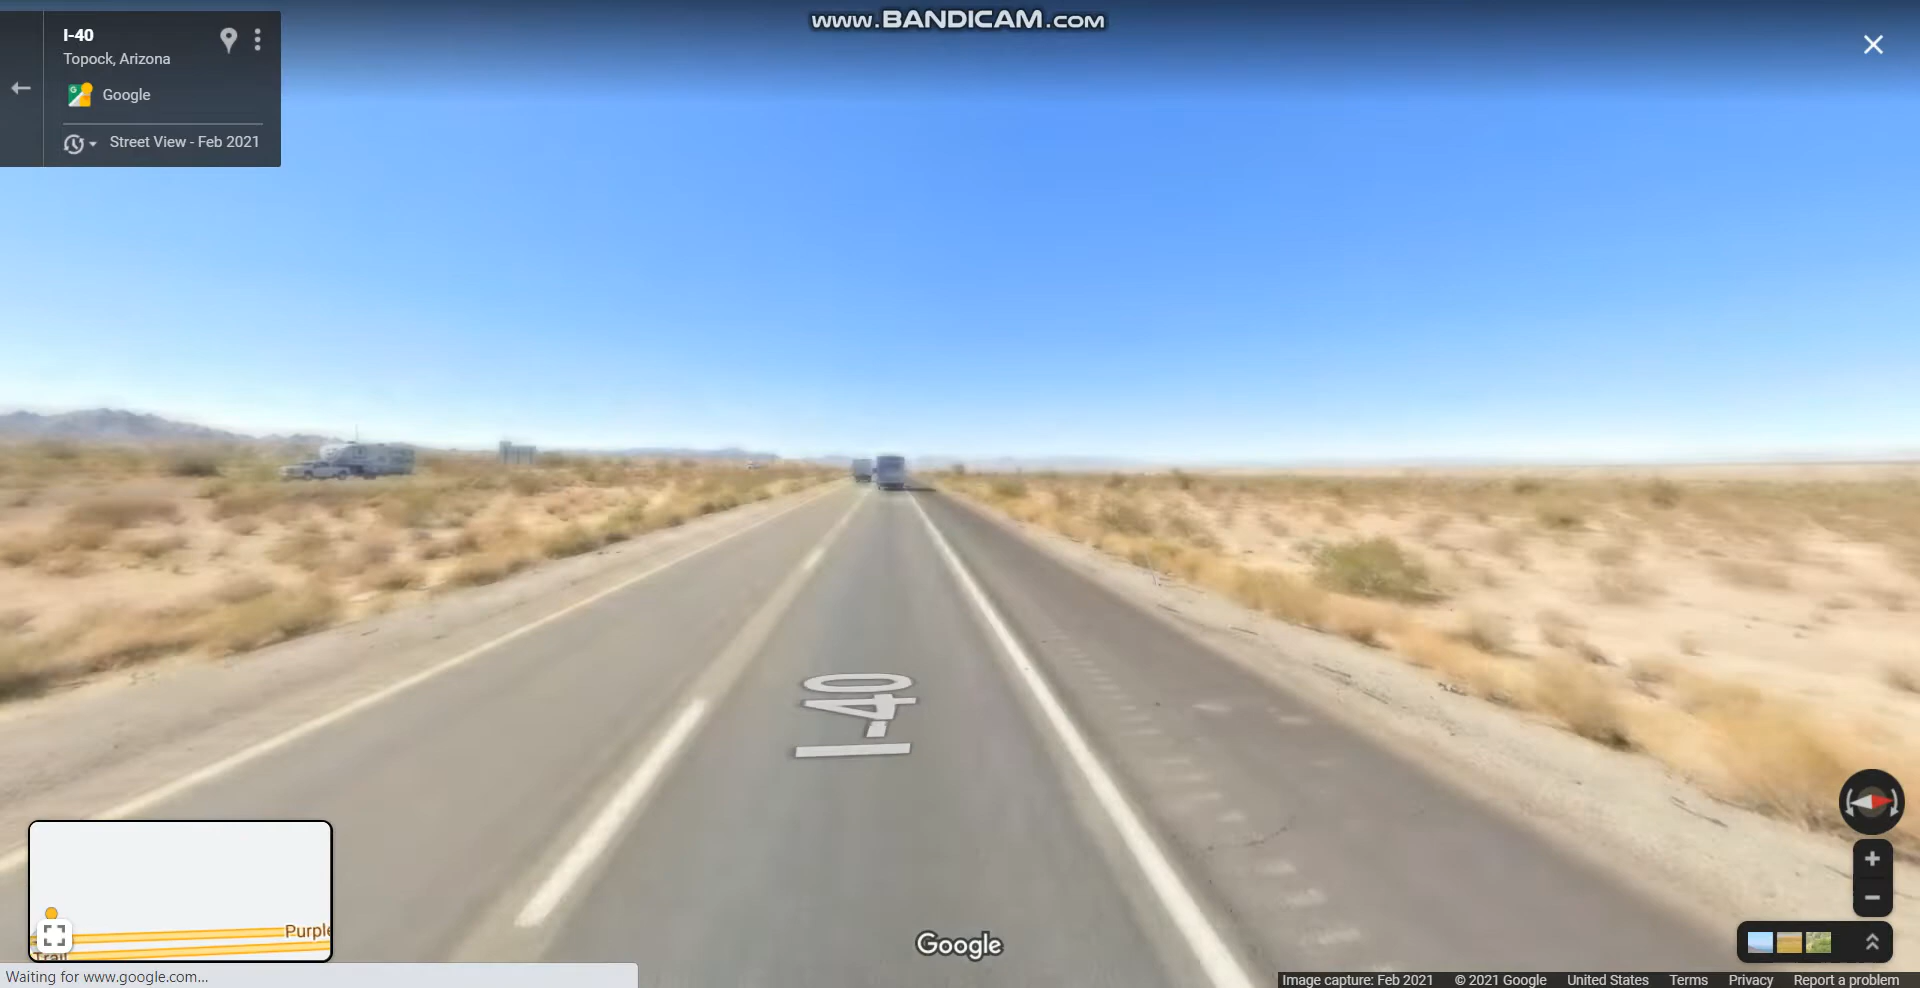 www.BANDICAM.com
I-40
Topock, Arizona
Google
Street View - Feb 2021
I-40
Purple
Trail
Google
Waiting for www.google.com...
Image capture: Feb 2021 © 2021 Google United States Terms Privacy Report a problem